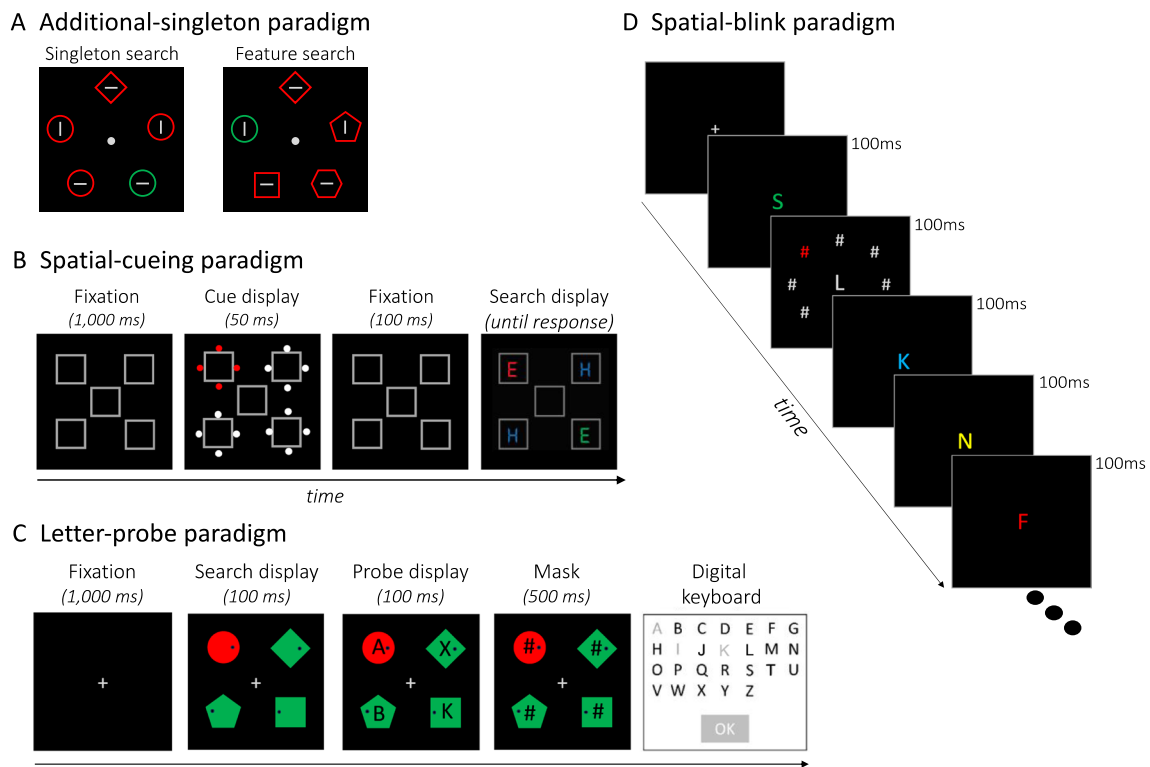 A Additional-singleton paradigm
Singleton search
Feature search
B Spatial-cueing paradigm
Fixation
(1,000 ms)
Cue display
(50 ms)
Fixation
(100 ms)
Search display
(until response)
E H
H E
time
C Letter-probe paradigm
Fixation
(1,000 ms)
Search display
(100 ms)
Probe display
(100 ms)
Mask
(500 ms)
Digital
keyboard
+
+
+
A X
B K
+
# #
# #
A B C D E F G
H I J K L M N
O P Q R S T U
V W X Y Z
OK
D Spatial-blink paradigm
+
100ms
S
100ms
#
# #
# L #
#
100ms
K
100ms
N
100ms
F
time